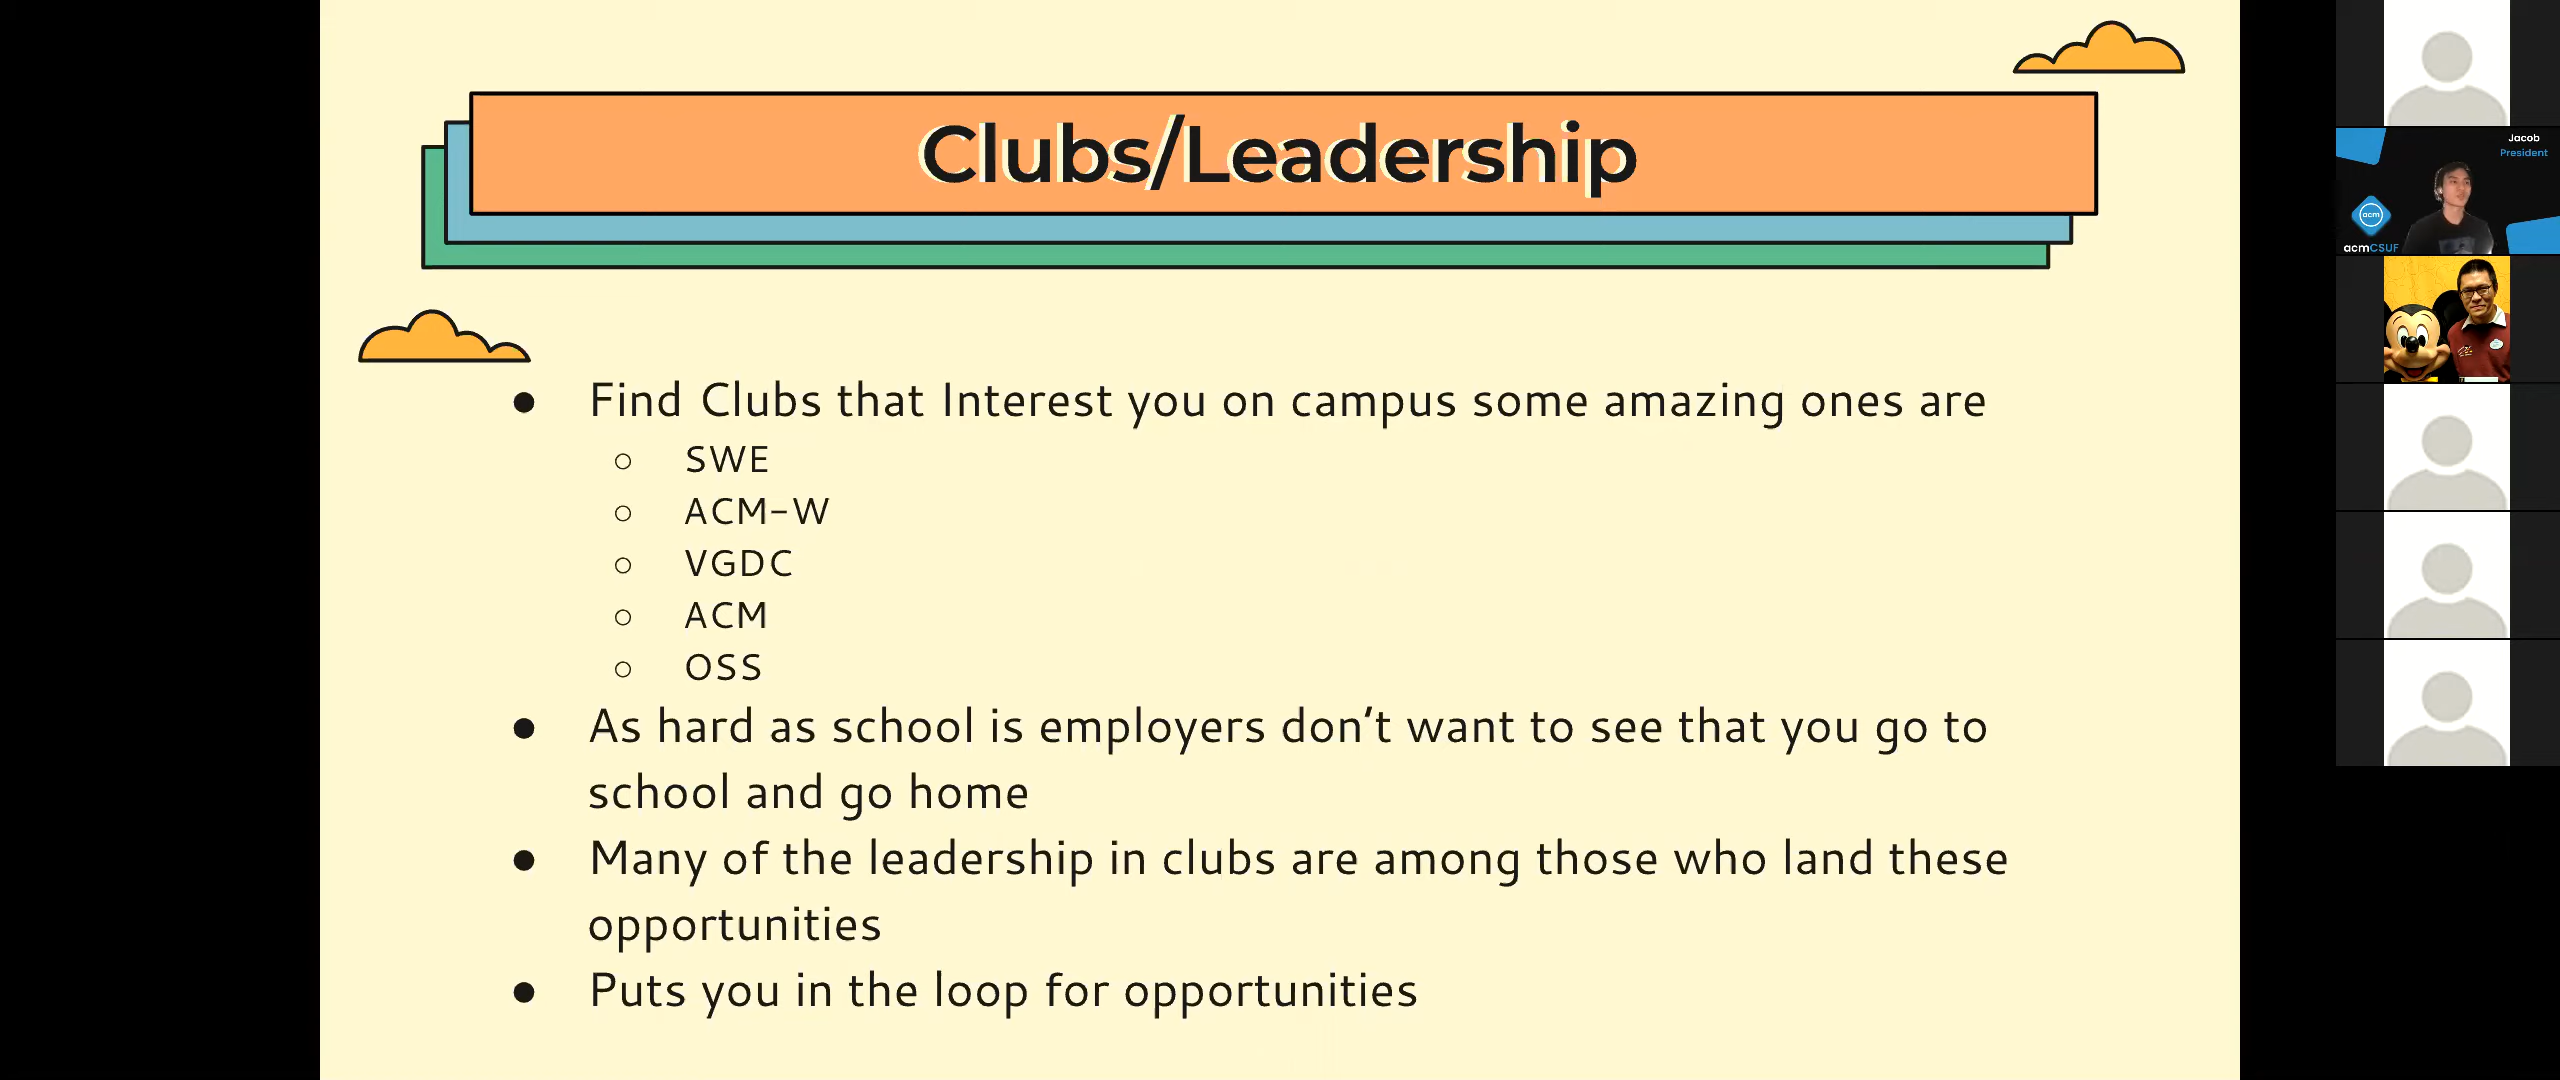 Clubs/Leadership
● Find Clubs that Interest you on campus some amazing ones are
○ SWE
○ ACM-W
○ VGDC
○ ACM
○ OSS
● As hard as school is employers don’t want to see that you go to
school and go home
● Many of the leadership in clubs are among those who land these
opportunities
● Puts you in the loop for opportunities
Jacob
President
acm
acmCSUF